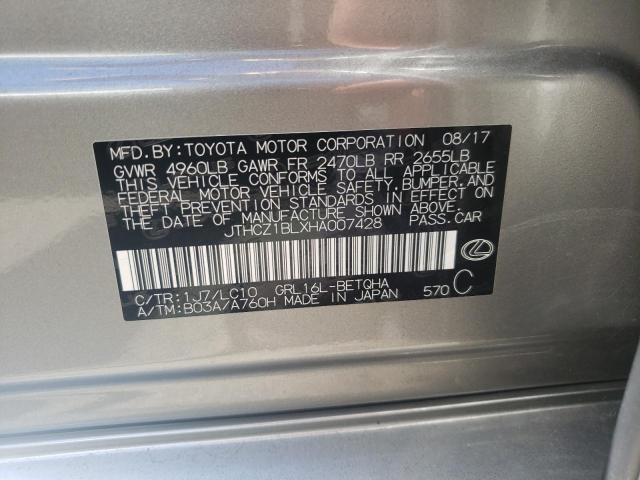 MFD.BY:TOYOTA MOTOR CORPORATION 08/17
GVWR 4960LB GAWR FR 2470LB RR 2655LB
THIS VEHICLE CONFORMS TO ALL APPLICABLE
FEDERAL MOTOR VEHICLE SAFETY,BUMPER,AND
THEFT PREVENTION STANDARDS IN EFFECT ON
THE DATE OF MANUFACTURE SHOWN ABOVE.
JTHCZ1BLXHA007428 PASS.CAR
C/TR:1J7/LC10 GRL16L-BETQHA
A/TM:B03A/A760H MADE IN JAPAN 570 C